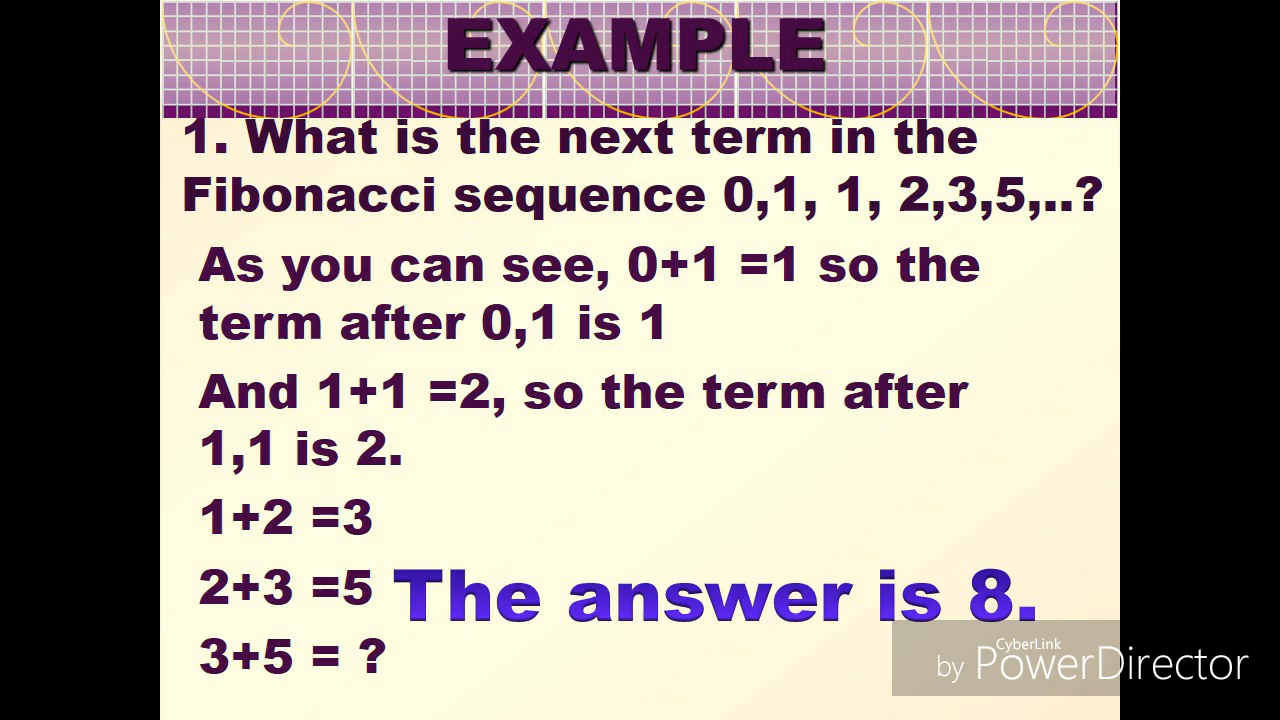 EXAMPLE
1. What is the next term in the
Fibonacci sequence 0,1, 1, 2,3,5,..?
As you can see, 0+1 =1 so the
term after 0,1 is 1
And 1+1 =2, so the term after
1,1 is 2.
1+2 =3
2+3 =5
The answer is 8.
3+5 = ?
CyberLink
by PowerDirector